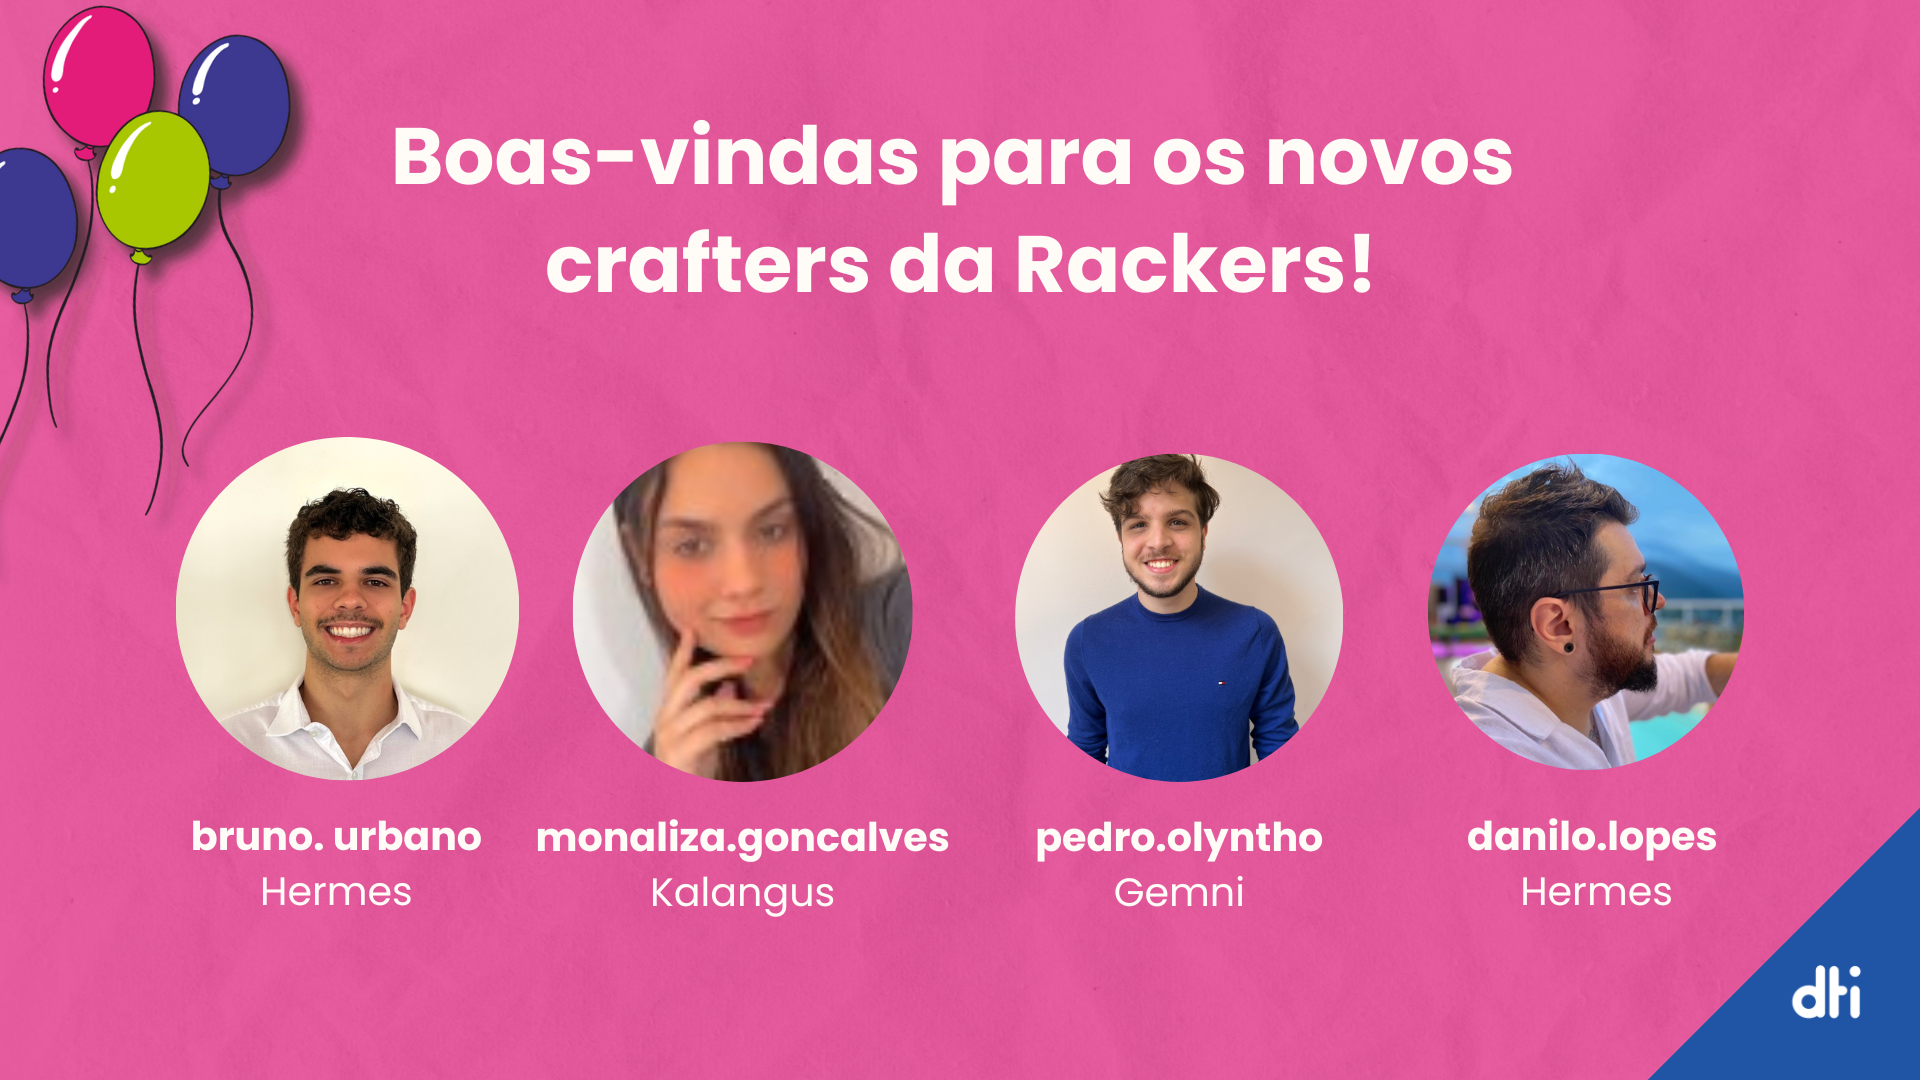 Boas-vindas para os novos
crafters da Rackers!
bruno. urbano
Hermes
monaliza.goncalves
Kalangus
pedro.olyntho
Gemni
danilo.lopes
Hermes
dti